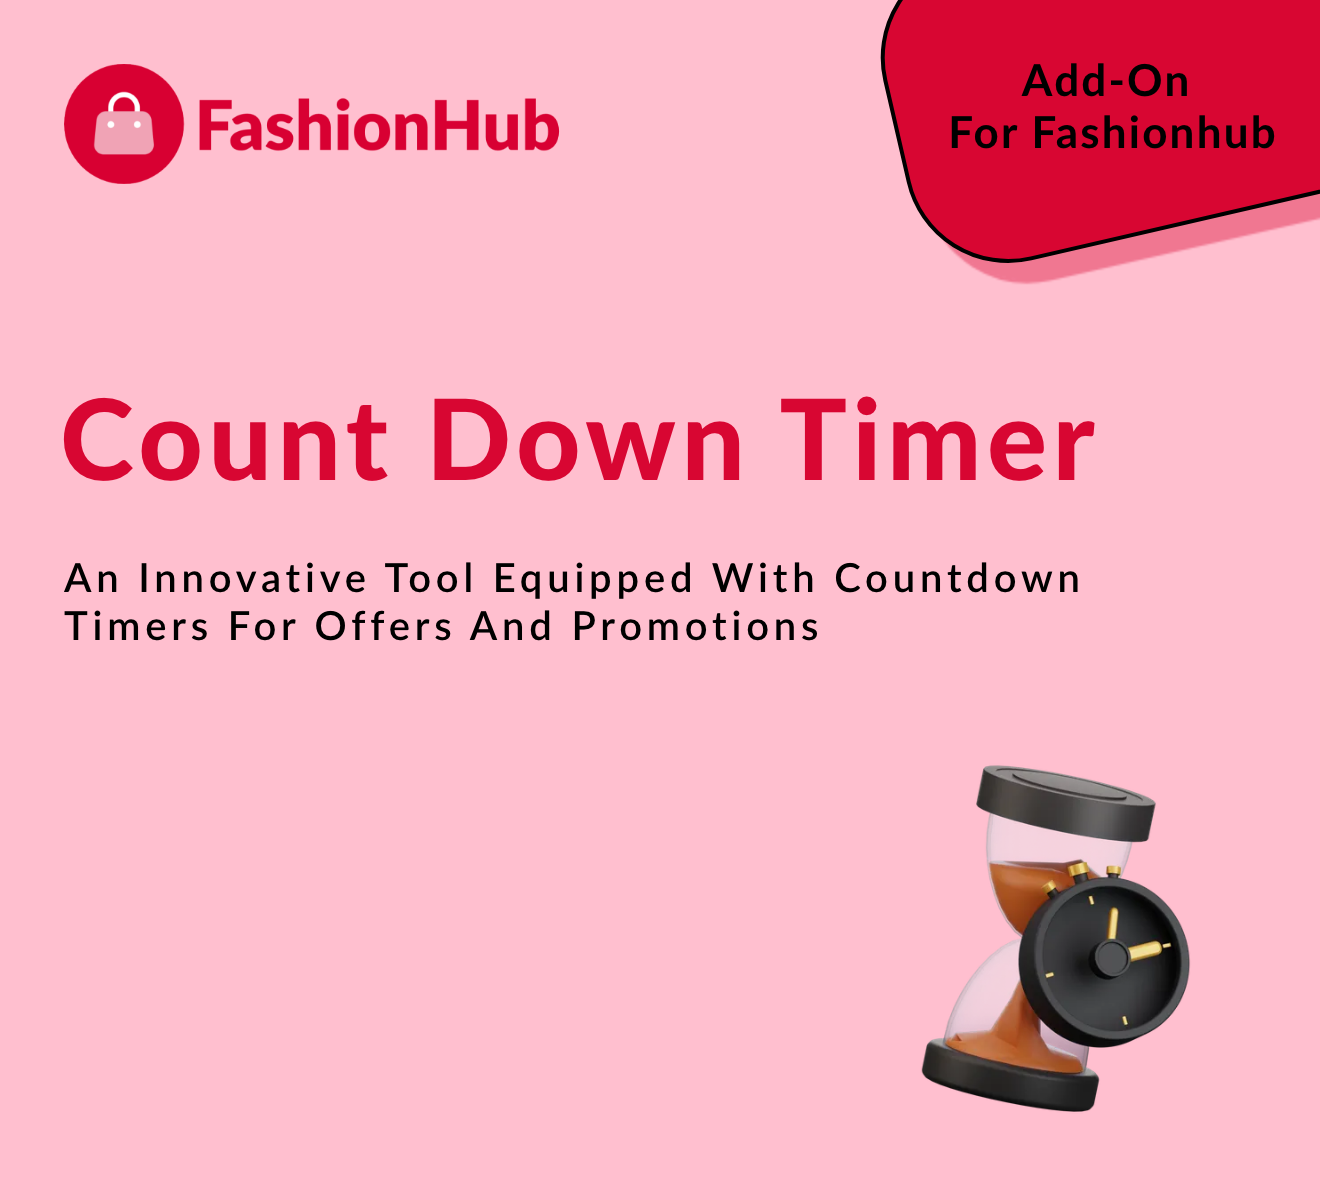 FashionHub
Add-On
For Fashionhub
Count Down Timer
An Innovative Tool Equipped With Countdown
Timers For Offers And Promotions